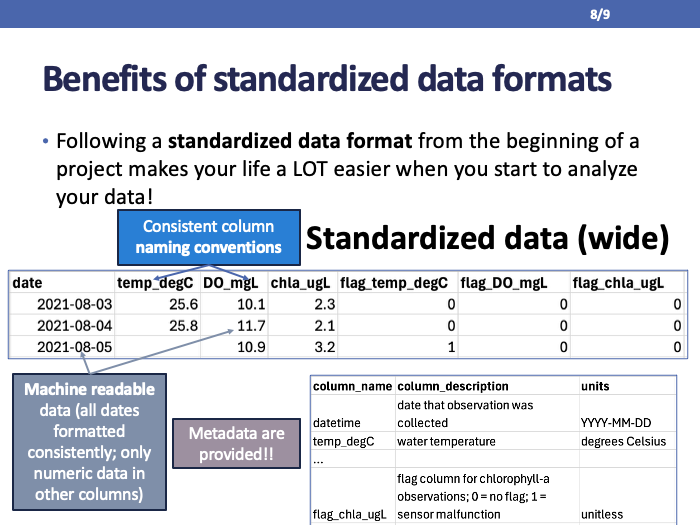 8/9
Benefits of standardized data formats
• Following a standardized data format from the beginning of a
project makes your life a LOT easier when you start to analyze
your data!
Consistent column
naming conventions
Standardized data (wide)
date temp_degC DO_mgL chla_ugL flag_temp_degC flag_DO_mgL flag_chla_ugL
2021-08-03 25.6 10.1 2.3 0 0 0
2021-08-04 25.8 11.7 2.1 0 0 0
2021-08-05 10.9 3.2 1 0 0
Machine readable
data (all dates
formatted
consistently; only
numeric data in
other columns)
Metadata are
provided!!
column_name column_description units
date that observation was
datetime collected YYYY-MM-DD
temp_degC water temperature degrees Celsius
...
flag column for chlorophyll-a
observations; 0 = no flag; 1 =
flag_chla_ugL sensor malfunction unitless